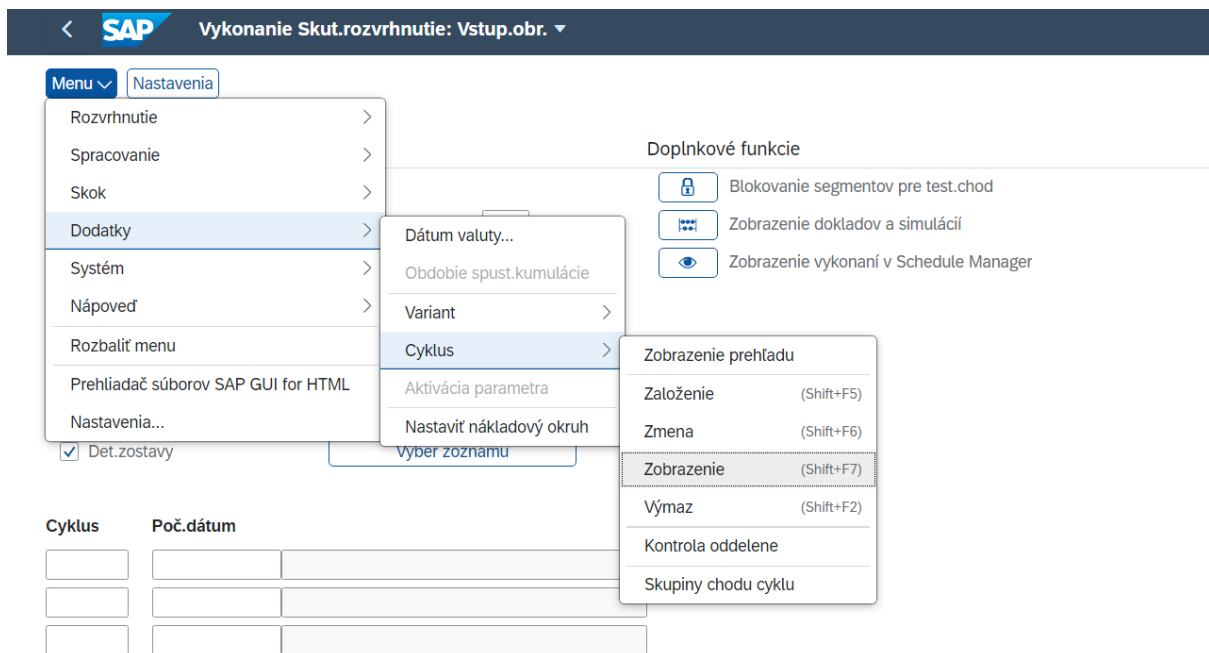 SAP Vykonanie Skut.rozvrhnutie: Vstup.obr.
Menu Nastavenia
Rozvrhnutie
Spracovanie
Skok
Dodatky
Systém
Nápoveď
Rozbaliť menu
Prehliadač súborov SAP GUI for HTML
Nastavenia...
Dátum valuty...
Obdobie spust.kumulácie
Variant
Cyklus
Aktivácia parametra
Nastaviť nákladový okruh
Zobrazenie prehľadu
Založenie (Shift+F5)
Zmena (Shift+F6)
Zobrazenie (Shift+F7)
Výmaz (Shift+F2)
Kontrola oddelene
Skupiny chodu cyklu
Doplnkové funkcie
Blokovanie segmentov pre test.chod
Zobrazenie dokladov a simulácií
Zobrazenie vykonaní v Schedule Manager
Det.zostavy
Výber zoznamu
Cyklus Poč.dátum